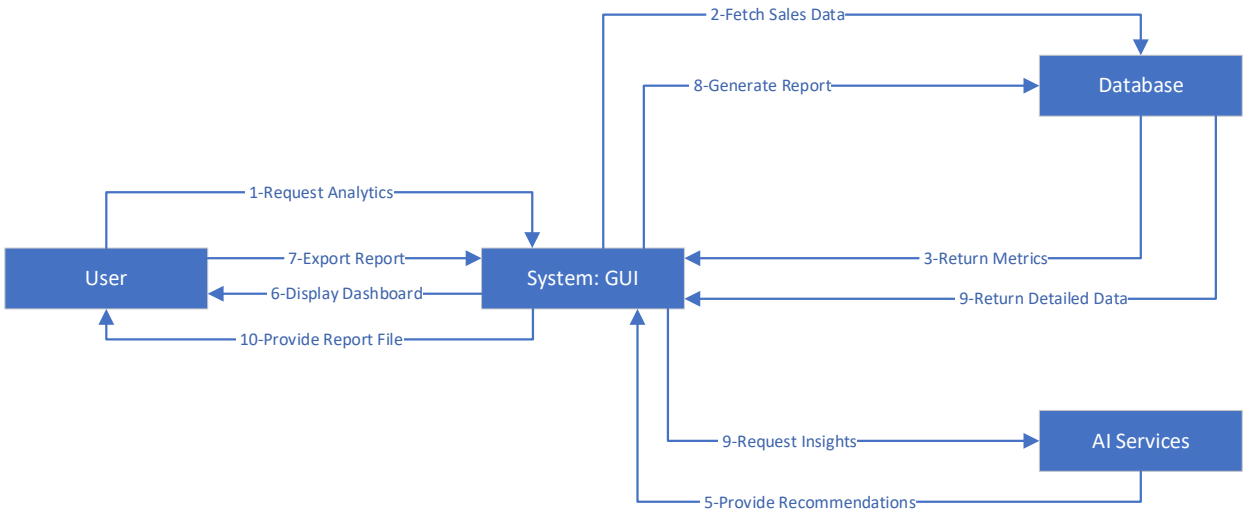 2-Fetch Sales Data
Database
8-Generate Report
1-Request Analytics
User
7-Export Report
System: GUI
3-Return Metrics
6-Display Dashboard
9-Return Detailed Data
10-Provide Report File
9-Request Insights
AI Services
5-Provide Recommendations